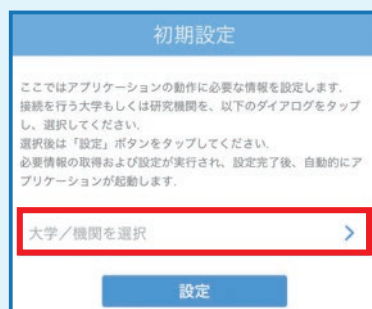 初期設定
ここではアプリケーションの動作に必要な情報を設定します.
接続を行う大学もしくは研究機関を、以下のダイアログをタップ
し、選択してください.
選択後は「設定」ボタンをタップしてください.
必要情報の取得および設定が実行され、設定完了後、自動的にア
プリケーションが起動します.
大学／機関を選択
設定